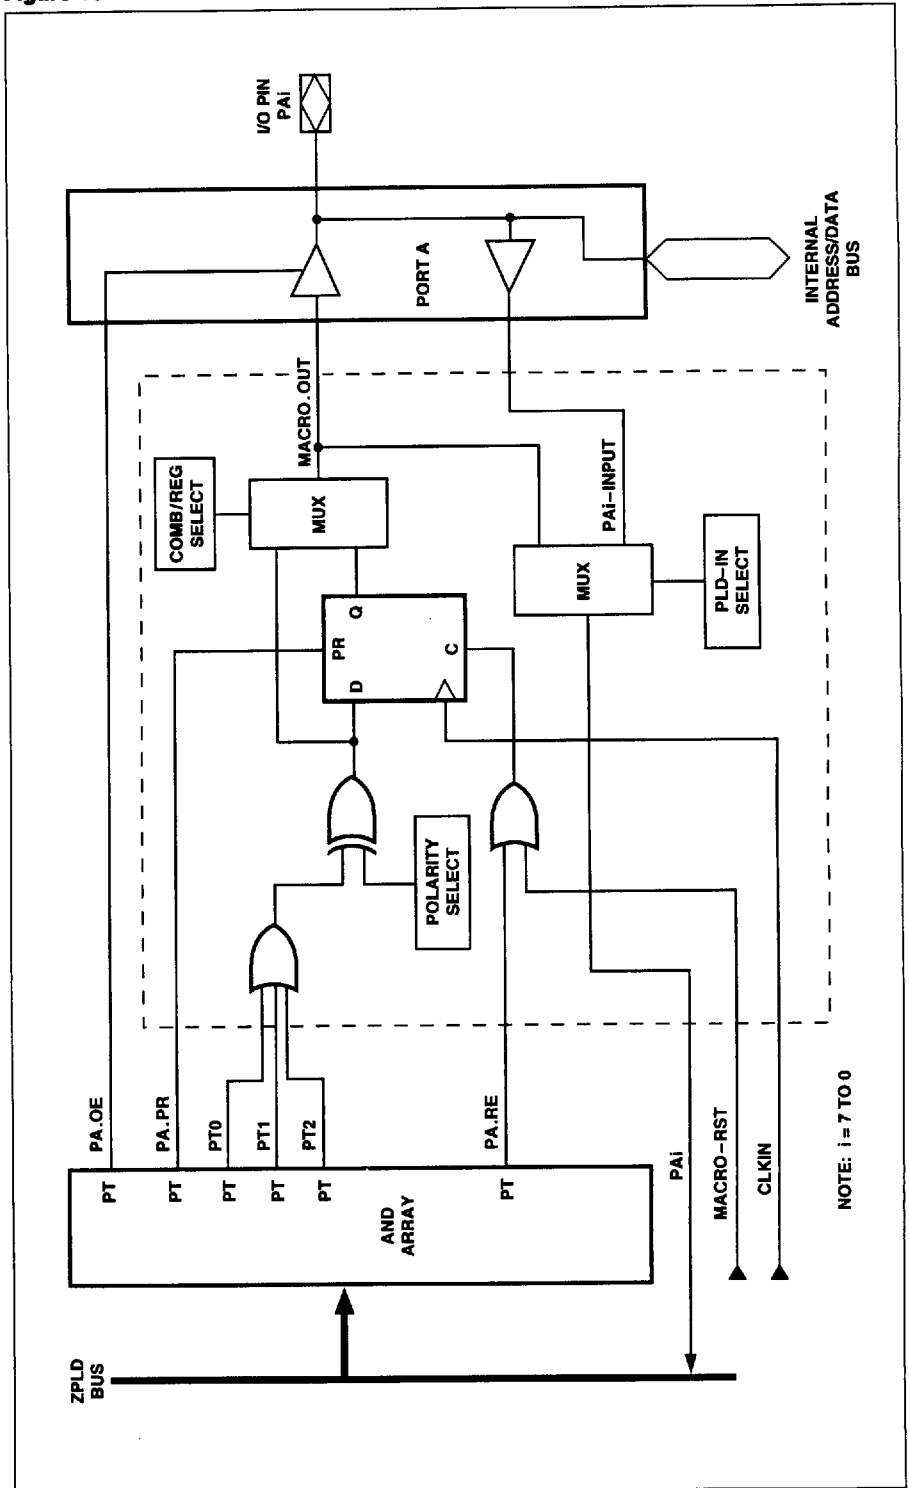 ZPLD
BUS
AND
ARRAY
PT
PT
PT
PT
PT
PT
PA.OE
PA.PR
PT0
PT1
PT2
PA.RE
PAi
MACRO–RST
CLKIN
NOTE: i = 7 TO 0
POLARITY
SELECT
D
PR
Q
C
COMB/REG
SELECT
MUX
MACRO.OUT
MUX
PAi–INPUT
PLD–IN
SELECT
PORT A
I/O PIN
PAi
INTERNAL
ADDRESS/DATA
BUS